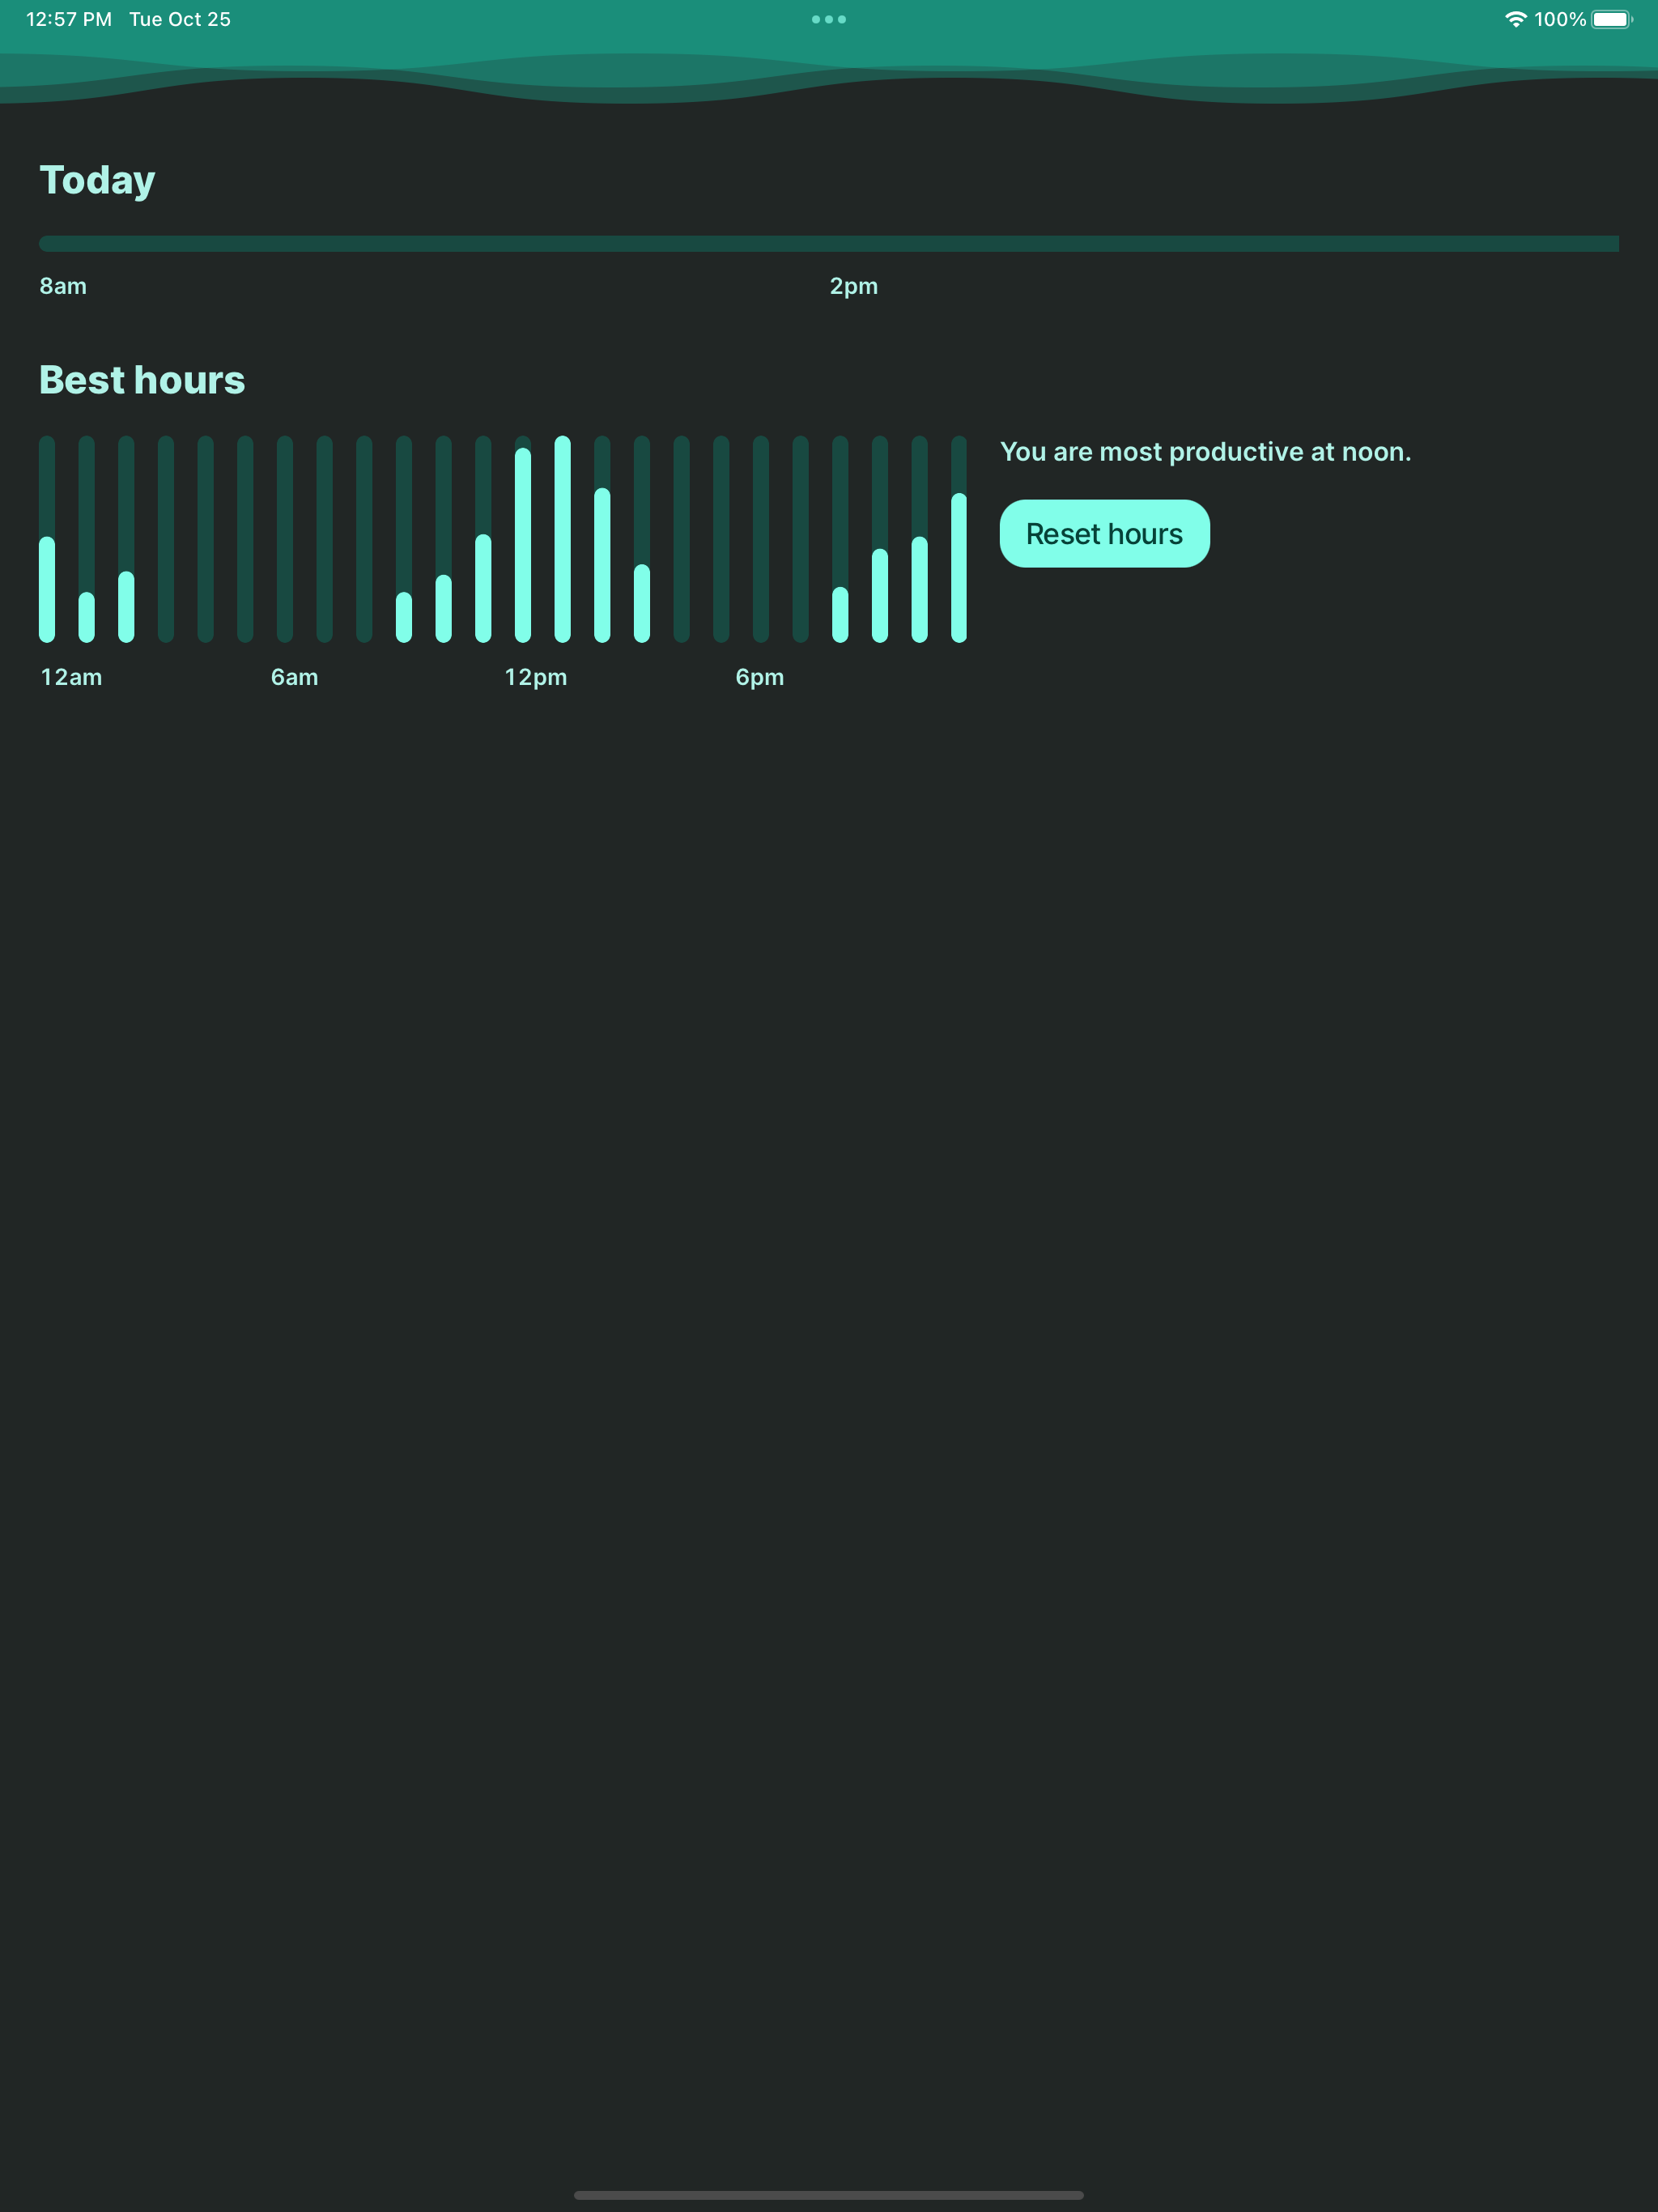 12:57 PM Tue Oct 25 100%
Today
8am 2pm
Best hours
You are most productive at noon.
Reset hours
12am 6am 12pm 6pm